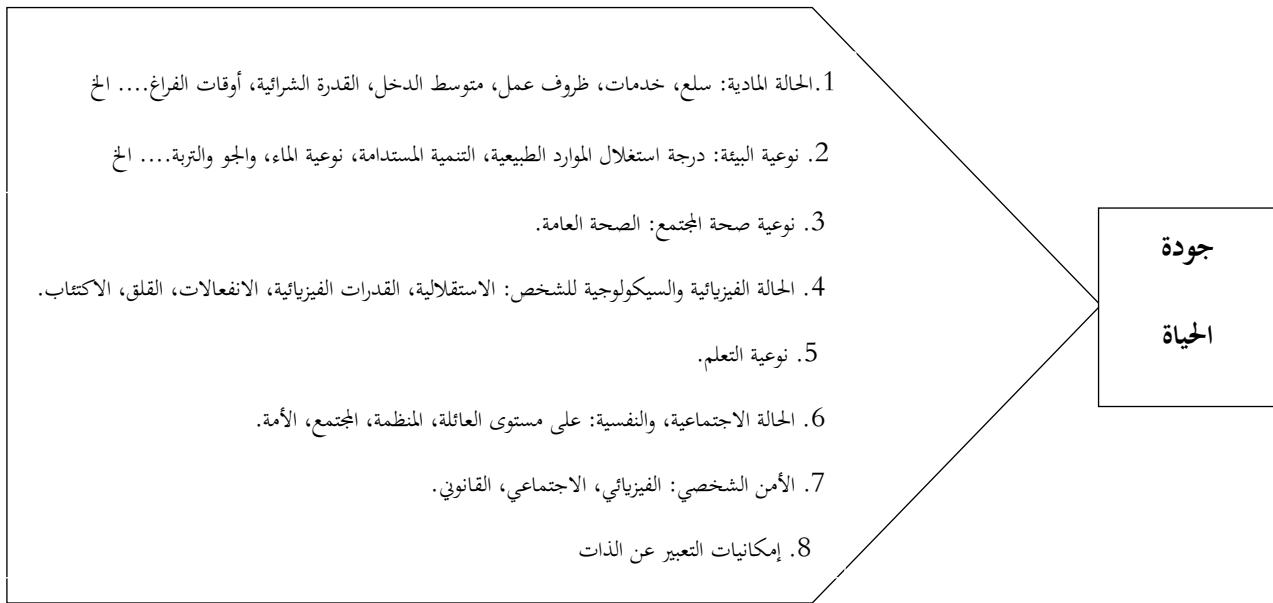 1.الحالة المادية: سلع، خدمات، ظروف عمل، متوسط الدخل، القدرة الشرائية، أوقات الفراغ.... الخ
2. نوعية البيئة: درجة استغلال الموارد الطبيعية، التنمية المستدامة، نوعية الماء، والجو والتربة.... الخ
3. نوعية صحة المجتمع: الصحة العامة.
4. الحالة الفيزيائية والسيكولوجية للشخص: الاستقلالية، القدرات الفيزيائية، الانفعالات، القلق، الاكتئاب.
5. نوعية التعلم.
6. الحالة الاجتماعية، والنفسية: على مستوى العائلة، المنظمة، المجتمع، الأمة.
7. الأمن الشخصي: الفيزيائي، الاجتماعي، القانوني.
8. إمكانيات التعبير عن الذات
جودة
الحياة